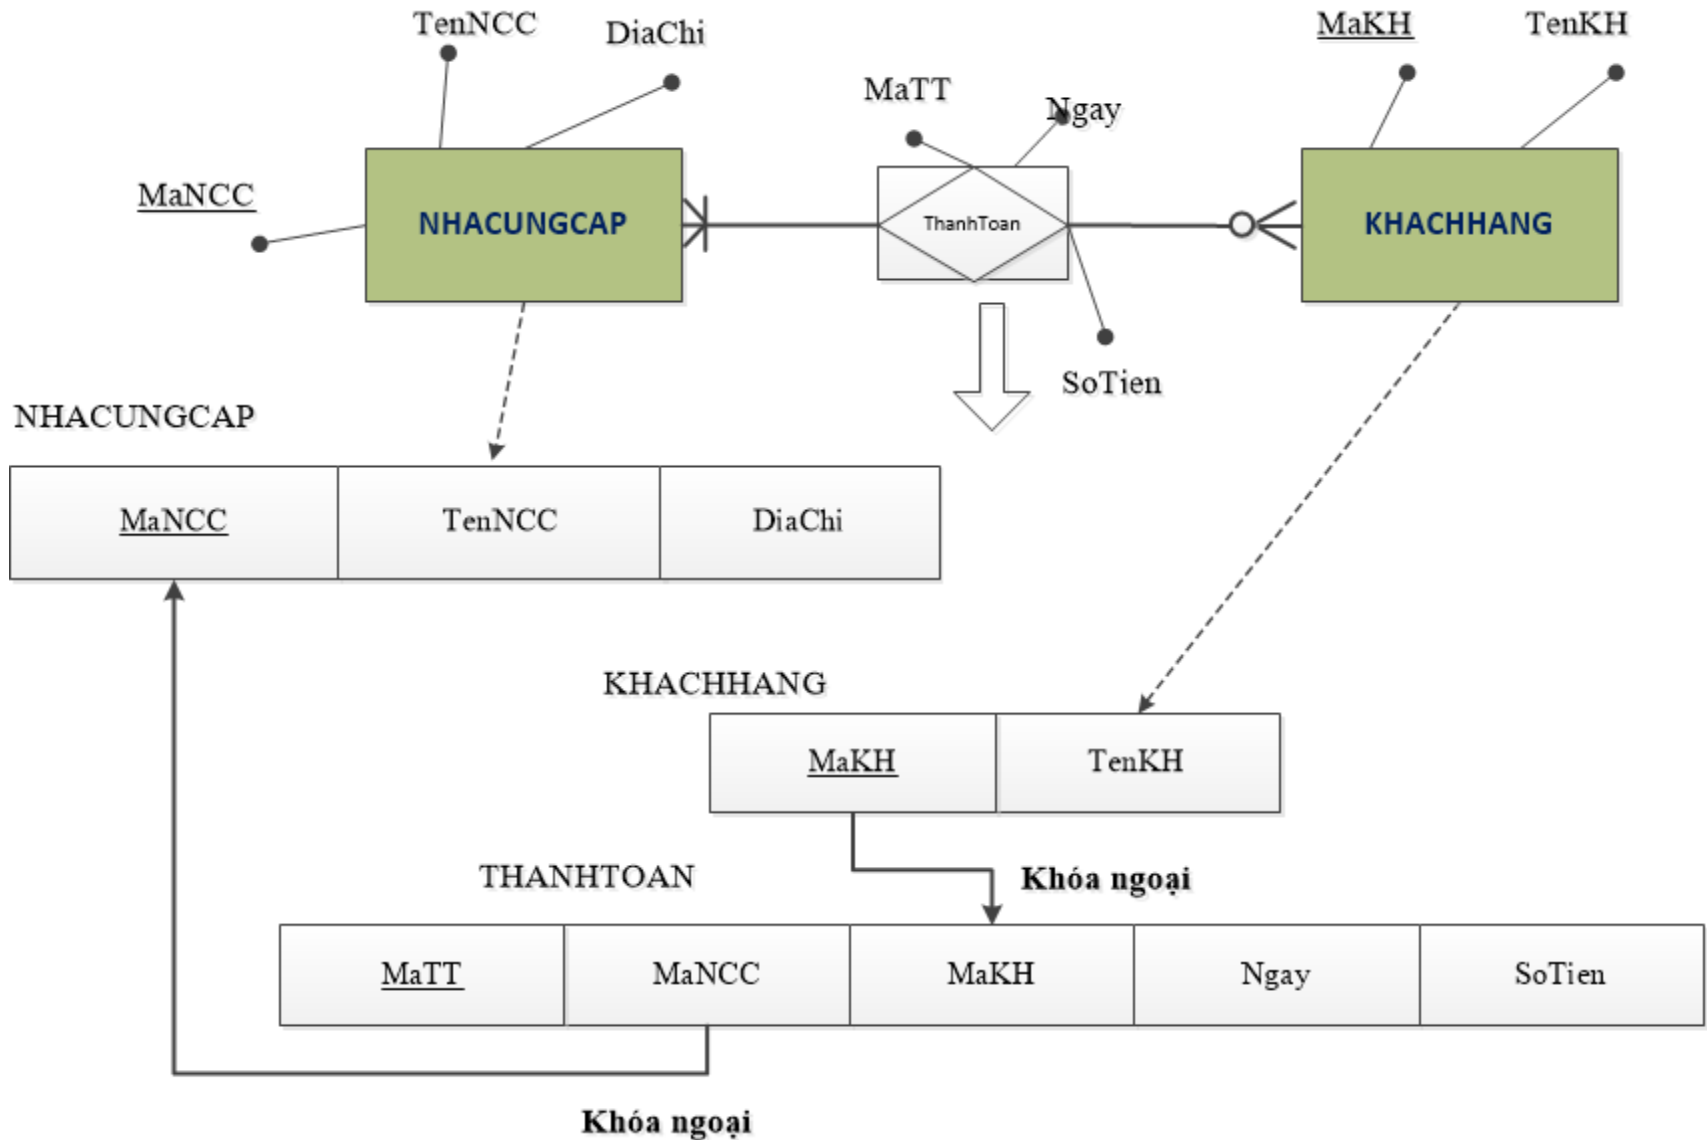 TenNCC
DiaChi
MaKH
TenKH
MaTT
Ngay
MaNCC
NHACUNGCAP
ThanhToan
KHACHHANG
SoTien
NHACUNGCAP
MaNCC
TenNCC
DiaChi
KHACHHANG
MaKH
TenKH
THANHTOAN
Khóa ngoại
MaTT
MaNCC
MaKH
Ngay
SoTien
Khóa ngoại